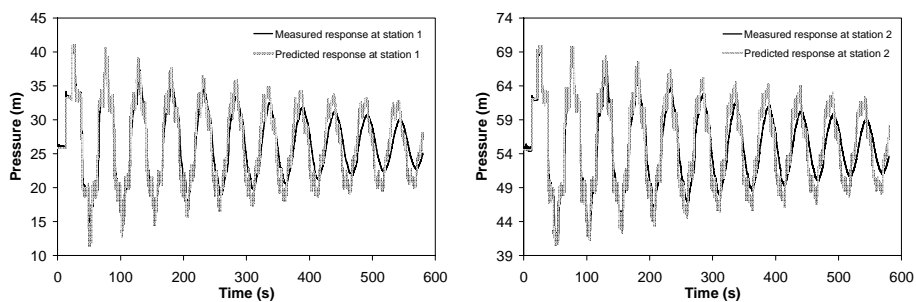 45
40
35
30
25
20
15
10
Pressure (m)
0 100 200 300 400 500 600
Time (s)
Measured response at station 1
Predicted response at station 1
74
69
64
59
54
49
44
39
Pressure (m)
0 100 200 300 400 500 600
Time (s)
Measured response at station 2
Predicted response at station 2